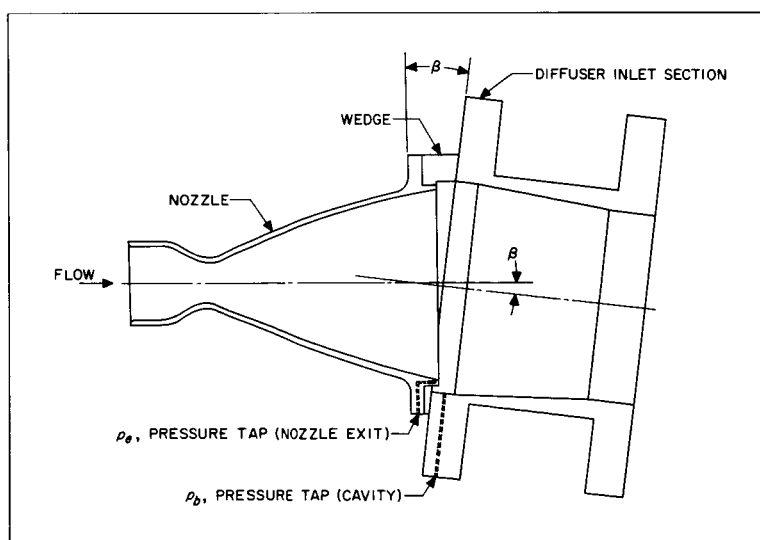 β
DIFFUSER INLET SECTION
WEDGE
NOZZLE
FLOW
β
pe, PRESSURE TAP (NOZZLE EXIT)
pb, PRESSURE TAP (CAVITY)